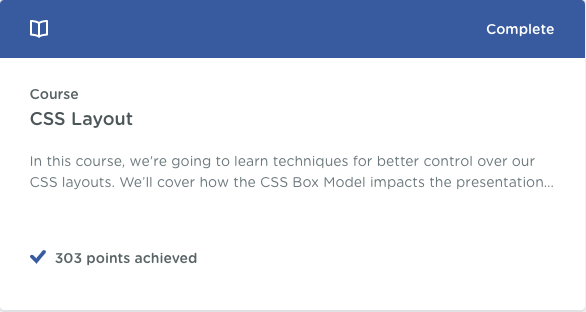 Complete
Course
CSS Layout
In this course, we're going to learn techniques for better control over our
CSS layouts. We'll cover how the CSS Box Model impacts the presentation...
303 points achieved